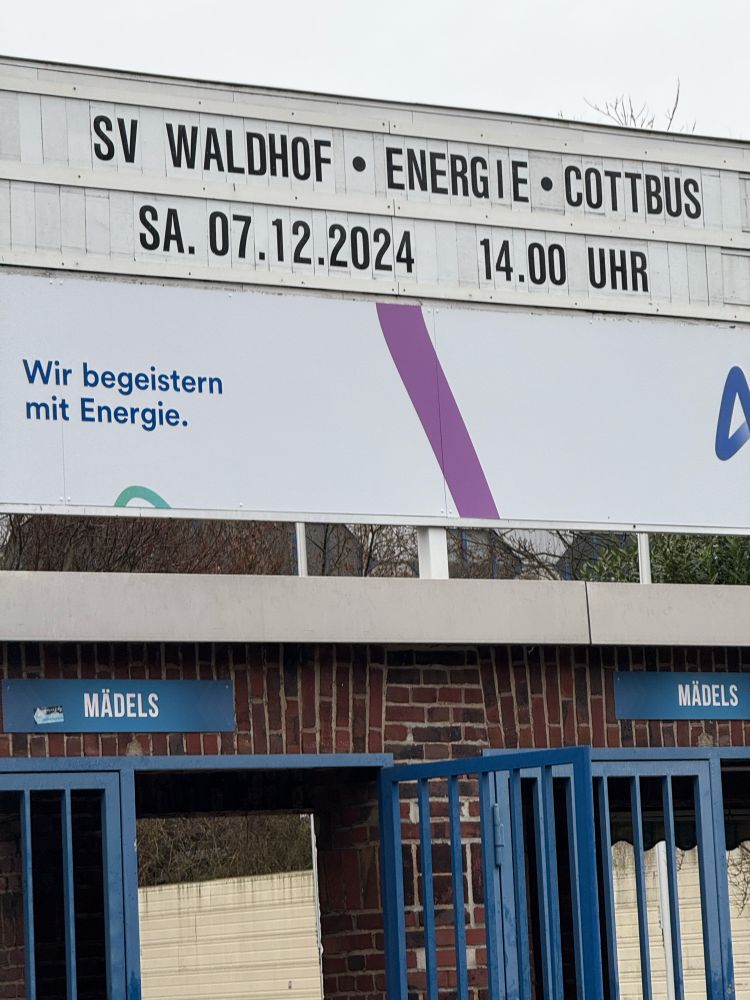 SV WALDHOF • ENERGIE • COTTBUS
SA. 07.12.2024 14.00 UHR
Wir begeistern
mit Energie.
MÄDELS
MÄDELS